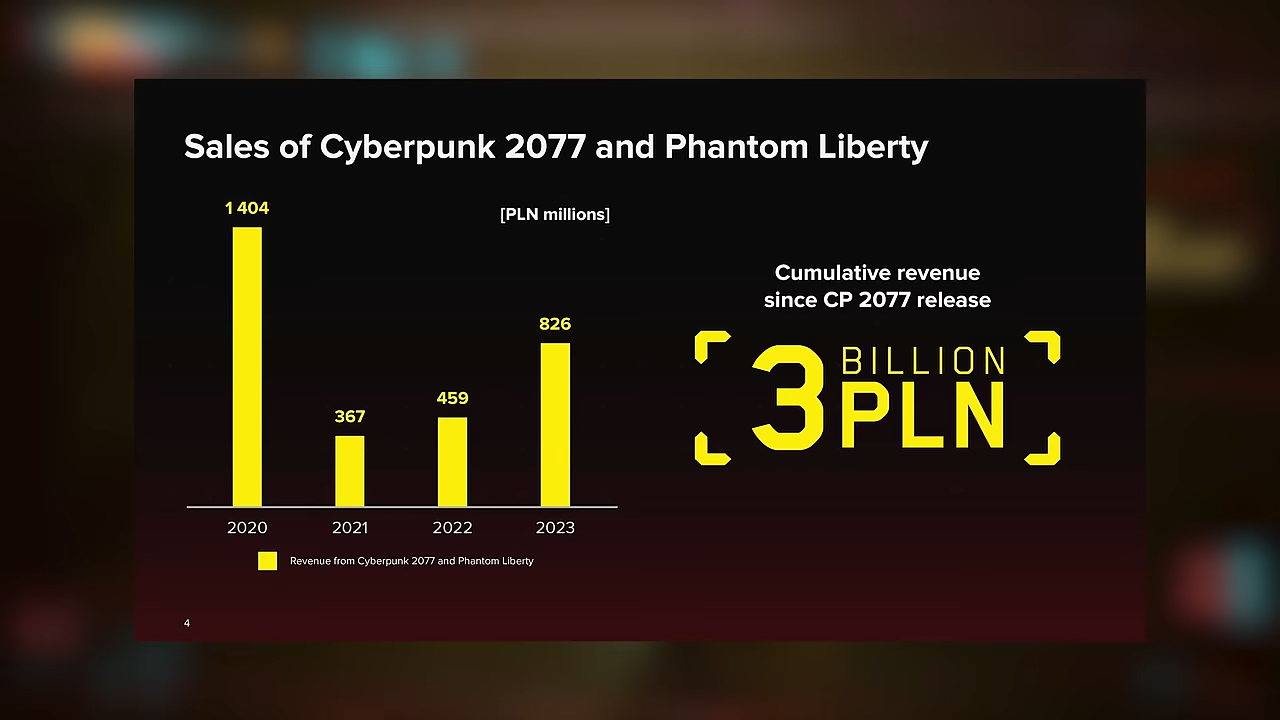 Sales of Cyberpunk 2077 and Phantom Liberty
[PLN millions]
1 404
367
459
826
2020
2021
2022
2023
Revenue from Cyberpunk 2077 and Phantom Liberty
Cumulative revenue
since CP 2077 release
3 BILLION
PLN
4